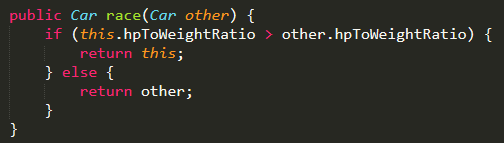 public Car race(Car other) {
    if (this.hpToWeightRatio > other.hpToWeightRatio) {
        return this;
    } else {
        return other;
    }
}